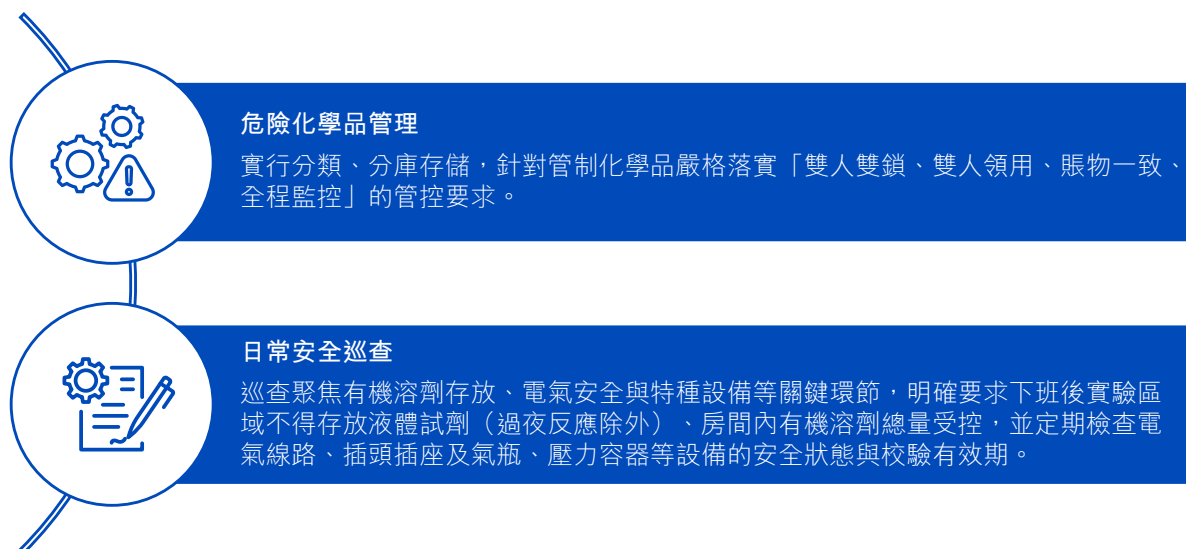 危險化學品管理
實行分類、分庫存儲，針對管制化學品嚴格落實「雙人雙鎖、雙人領用、賬物一致、
全程監控」的管控要求。
日常安全巡查
巡查聚焦有機溶劑存放、電氣安全與特種設備等關鍵環節，明確要求下班後實驗區
域不得存放液體試劑（過夜反應除外）、房間內有機溶劑總量受控，並定期檢查電
氣線路、插頭插座及氣瓶、壓力容器等設備的安全狀態與校驗有效期。